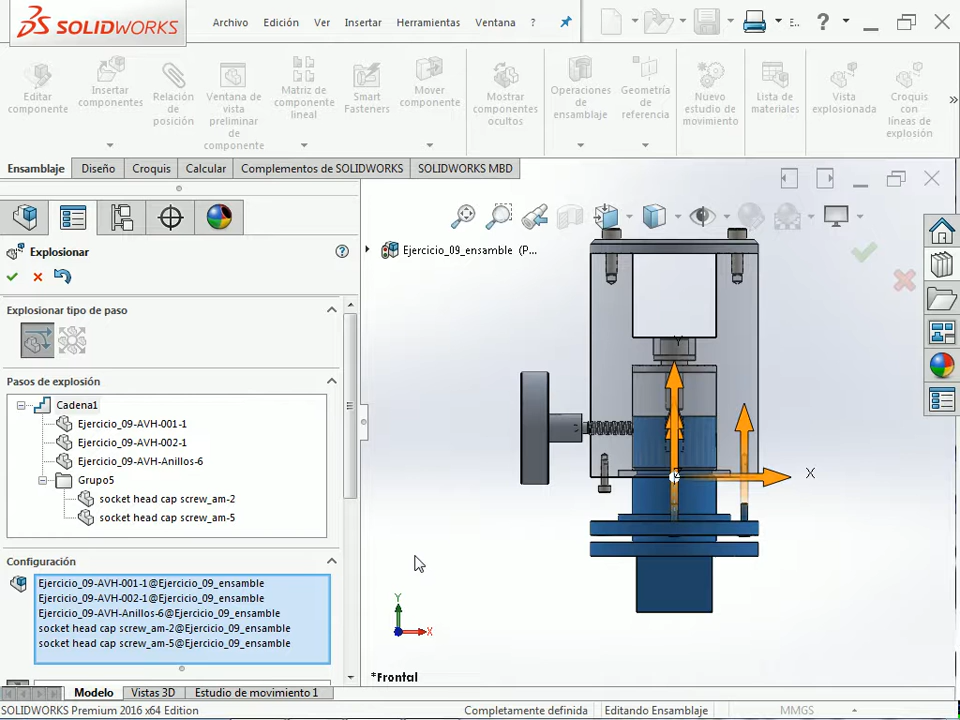 SOLIDWORKS
Archivo Edición Ver Insertar Herramientas Ventana ? E... ?
Editar componente
Insertar componentes
Relación de posición
Ventana de vista preliminar de componente
Matriz de componente lineal
Smart Fasteners
Mover componente
Mostrar componentes ocultos
Operaciones de ensamblaje
Geometría de referencia
Nuevo estudio de movimiento
Lista de materiales
Vista explosionada
Croquis con líneas de explosión
»
Ensamblaje Diseño Croquis Calcular Complementos de SOLIDWORKS SOLIDWORKS MBD
Explosionar ?
Explosionar tipo de paso
Pasos de explosión
Cadena1
Ejercicio_09-AVH-001-1
Ejercicio_09-AVH-002-1
Ejercicio_09-AVH-Anillos-6
Grupo5
socket head cap screw_am-2
socket head cap screw_am-5
Configuración
Ejercicio_09-AVH-001-1@Ejercicio_09_ensamble
Ejercicio_09-AVH-002-1@Ejercicio_09_ensamble
Ejercicio_09-AVH-Anillos-6@Ejercicio_09_ensamble
socket head cap screw_am-2@Ejercicio_09_ensamble
socket head cap screw_am-5@Ejercicio_09_ensamble
Ejercicio_09_ensamble (P...
Y
X
Y
X
*Frontal
Modelo Vistas 3D Estudio de movimiento 1
SOLIDWORKS Premium 2016 x64 Edition Completamente definida Editando Ensamblaje MMGS